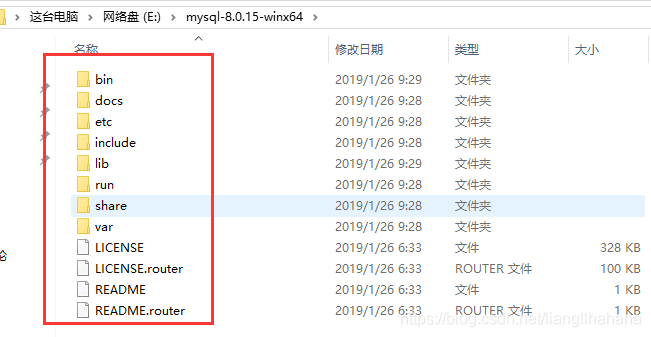 这台电脑 网络盘 (E:) mysql-8.0.15-winx64
名称 修改日期 类型 大小
bin 2019/1/26 9:29 文件夹
docs 2019/1/26 9:28 文件夹
etc 2019/1/26 9:28 文件夹
include 2019/1/26 9:28 文件夹
lib 2019/1/26 9:29 文件夹
run 2019/1/26 9:28 文件夹
share 2019/1/26 9:28 文件夹
var 2019/1/26 9:28 文件夹
LICENSE 2019/1/26 6:33 文件 328 KB
LICENSE.router 2019/1/26 6:33 ROUTER 文件 100 KB
README 2019/1/26 6:33 文件 1 KB
README.router 2019/1/26 6:33 ROUTER 文件 1 KB